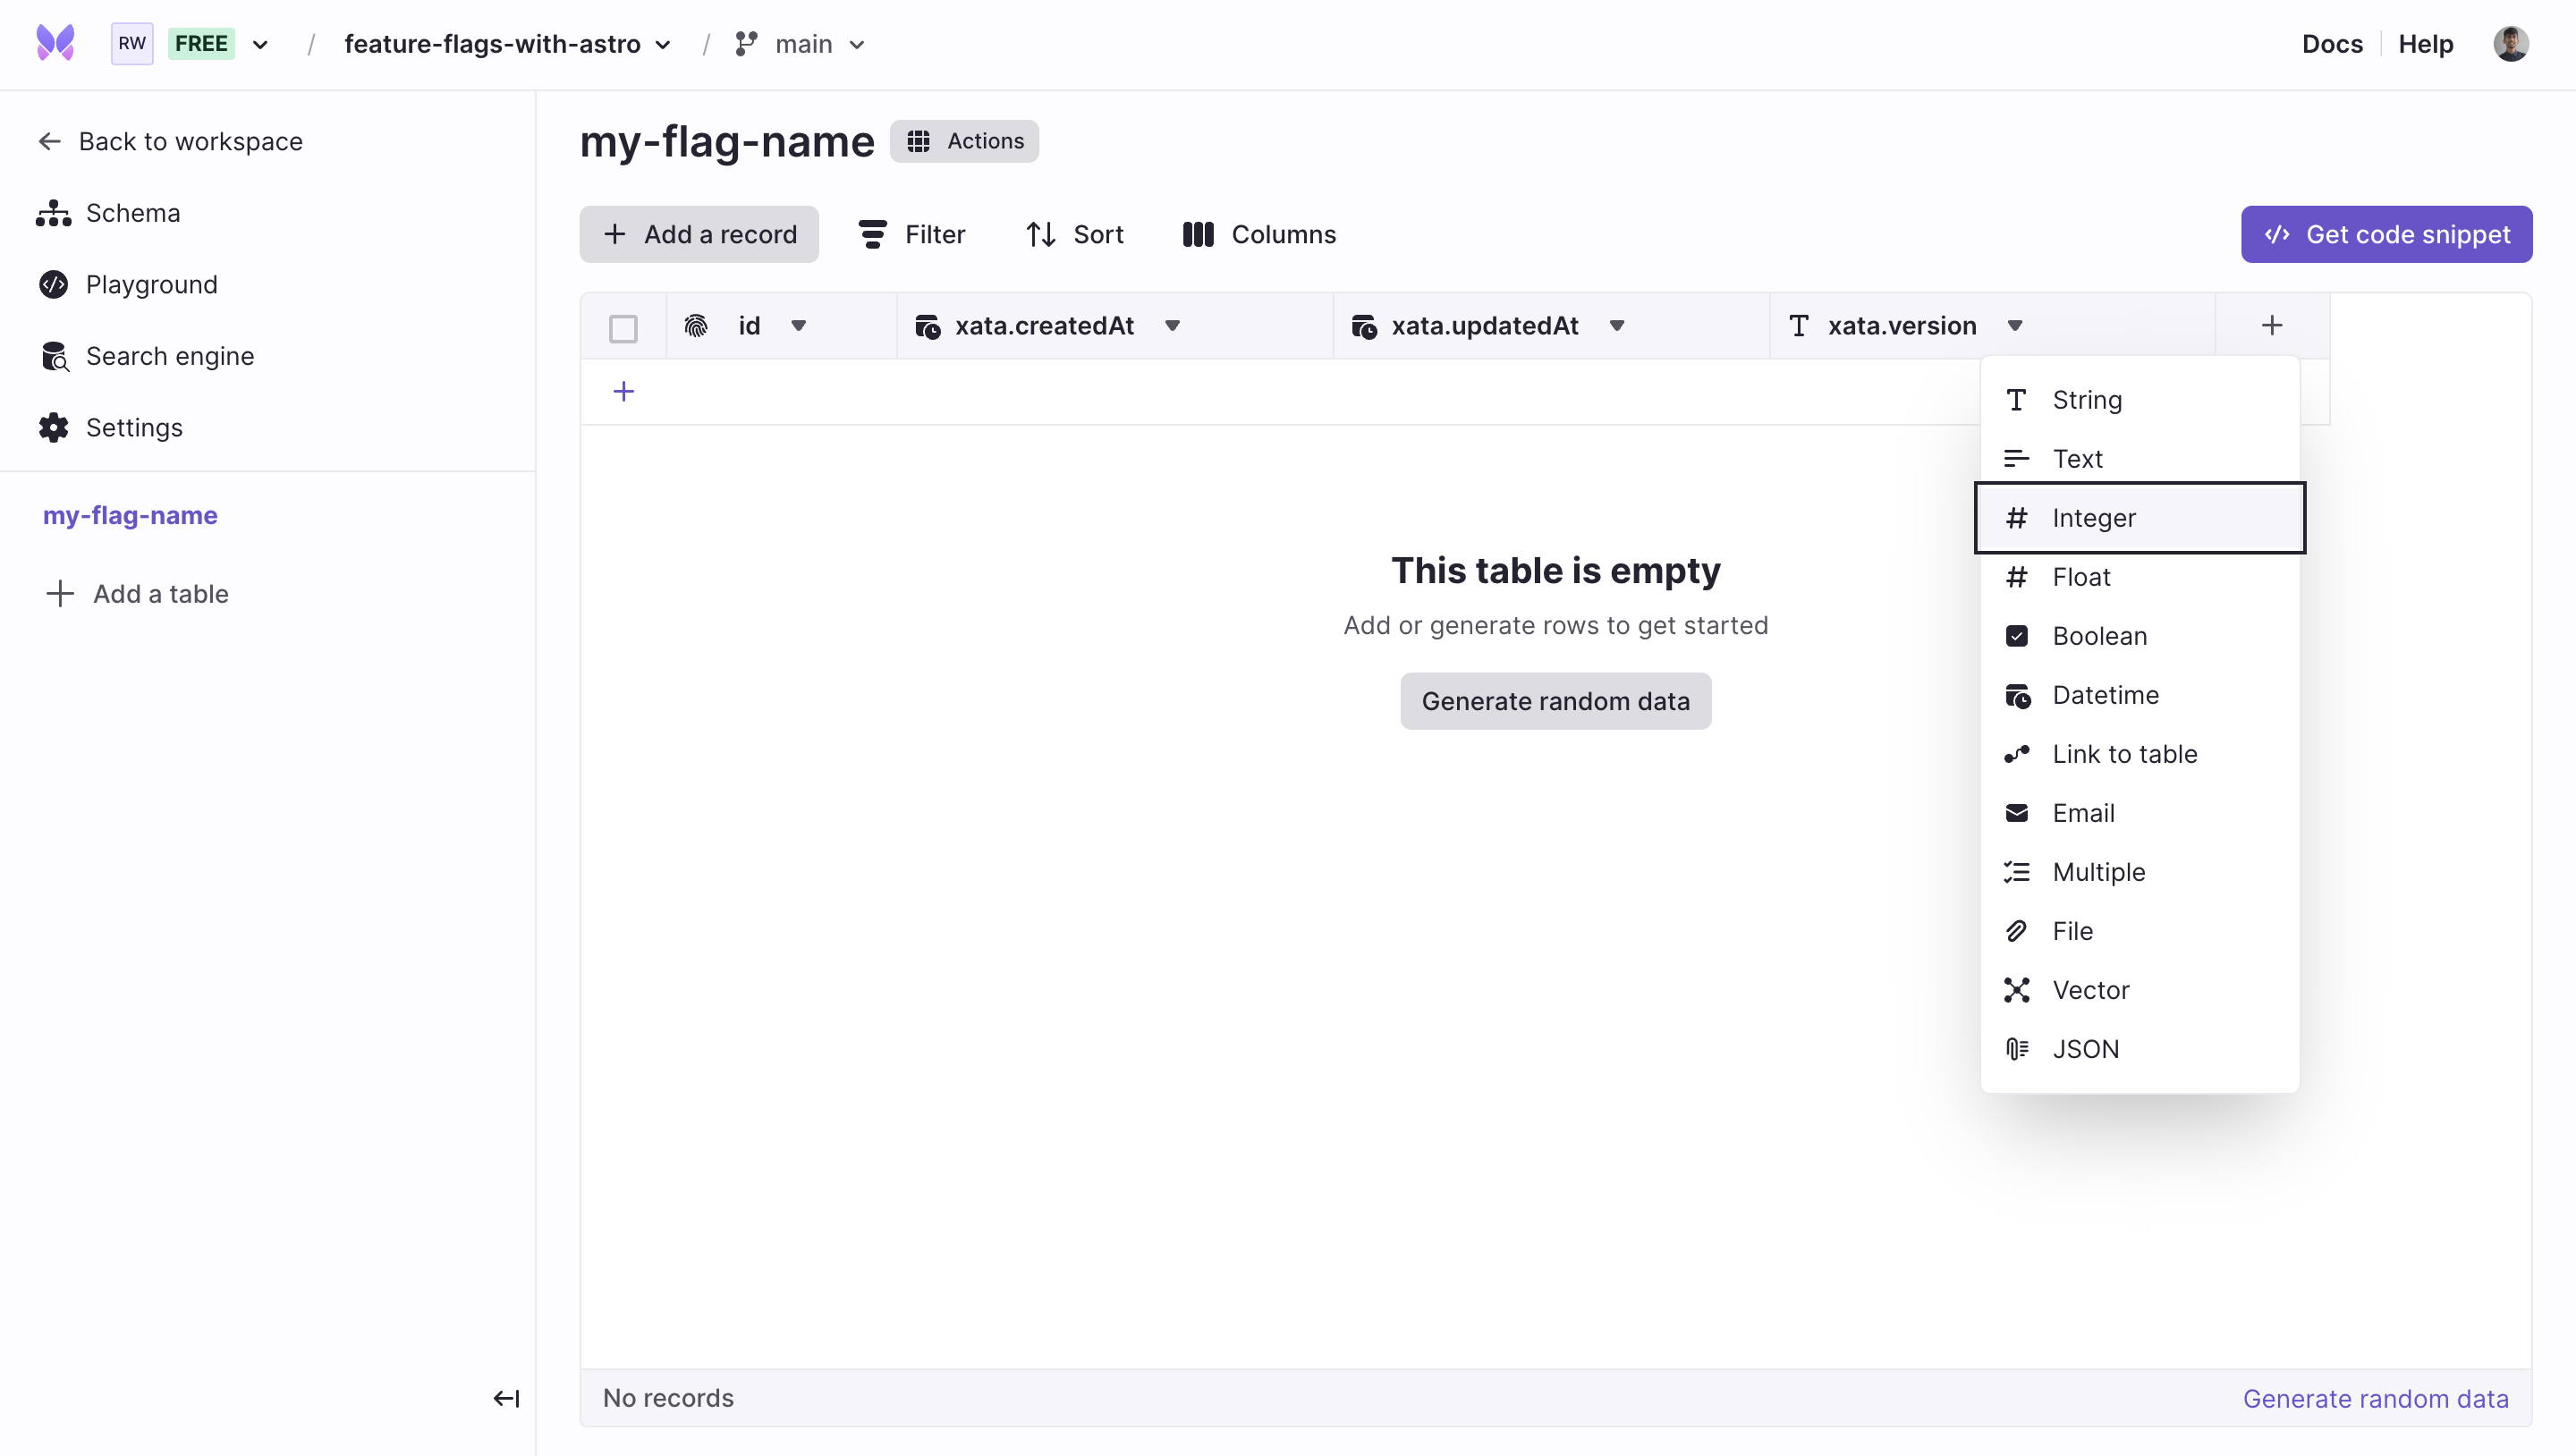 RW FREE / feature-flags-with-astro / main Docs Help
Back to workspace
Schema
Playground
Search engine
Settings
my-flag-name
Add a table
my-flag-name Actions
Add a record Filter Sort Columns Get code snippet
id xata.createdAt xata.updatedAt xata.version
String
Text
Integer
Float
Boolean
Datetime
Link to table
Email
Multiple
File
Vector
JSON
This table is empty
Add or generate rows to get started
Generate random data
No records Generate random data